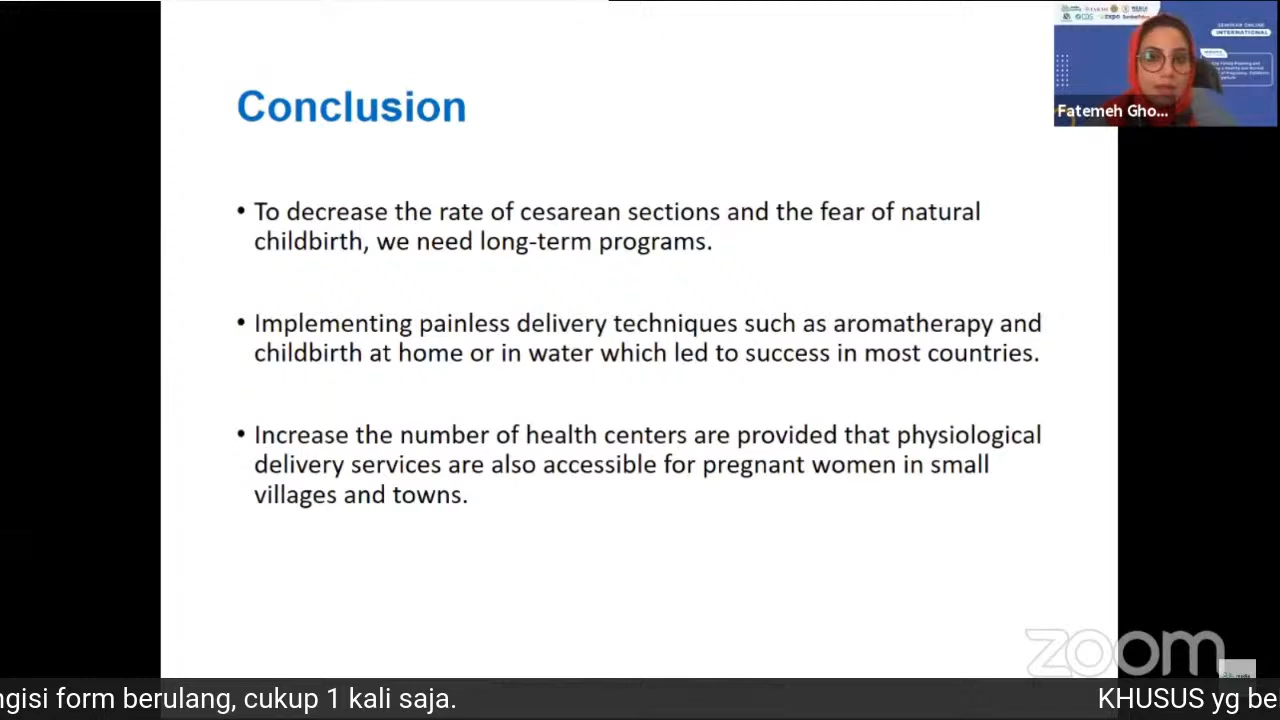 Conclusion
• To decrease the rate of cesarean sections and the fear of natural
childbirth, we need long-term programs.
• Implementing painless delivery techniques such as aromatherapy and
childbirth at home or in water which led to success in most countries.
• Increase the number of health centers are provided that physiological
delivery services are also accessible for pregnant women in small
villages and towns.
SEMINAR ONLINE
INTERNATIONAL
Fatemeh Gho...
zoom
ngisi form berulang, cukup 1 kali saja.
KHUSUS yg be